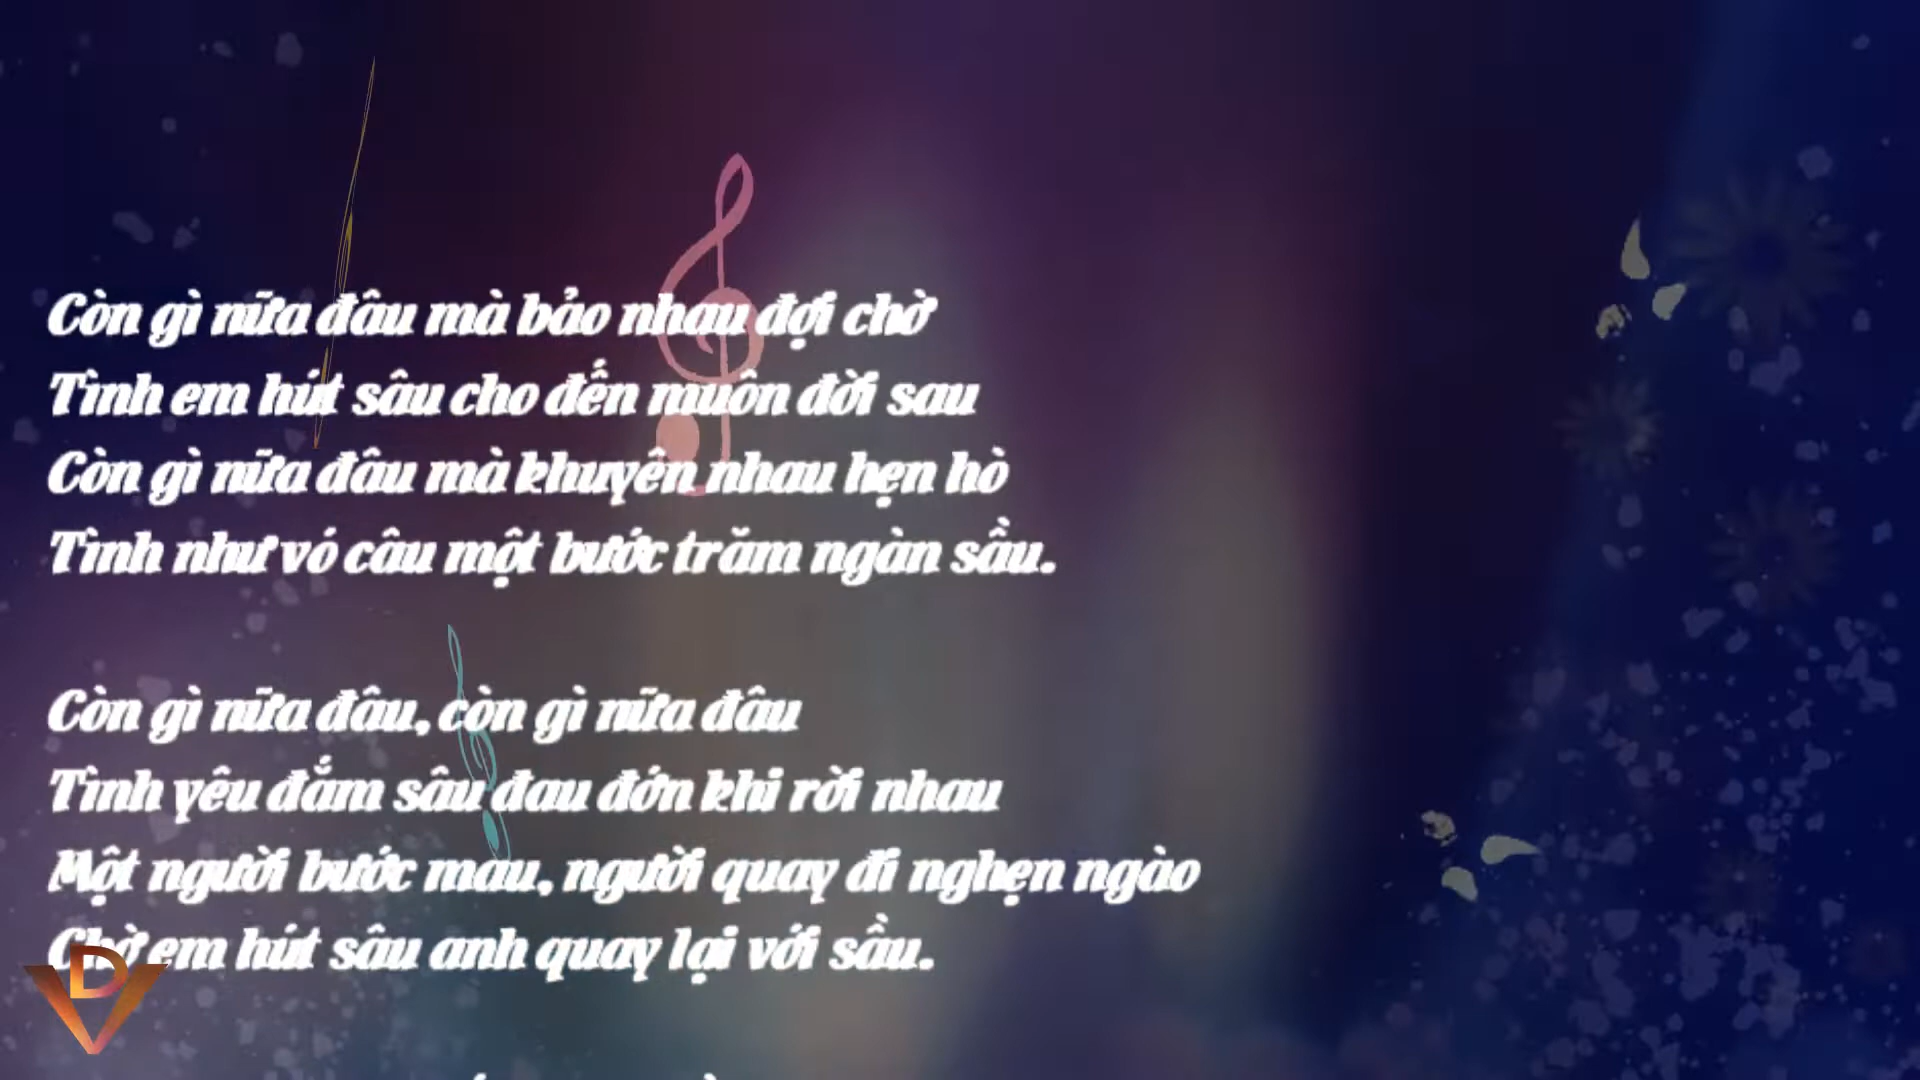 Còn gì nữa đâu mà bảo nhau đợi chờ
Tình em hút sâu cho đến muôn đời sau
Còn gì nữa đâu mà khuyên nhau hẹn hò
Tình như vó câu một bước trăm ngàn sầu.
Còn gì nữa đâu, còn gì nữa đâu
Tình yêu đắm sâu đau đớn khi rời nhau
Một người bước mau, người quay đi nghẹn ngào
Chờ em hút sâu anh quay lại với sầu.
DV